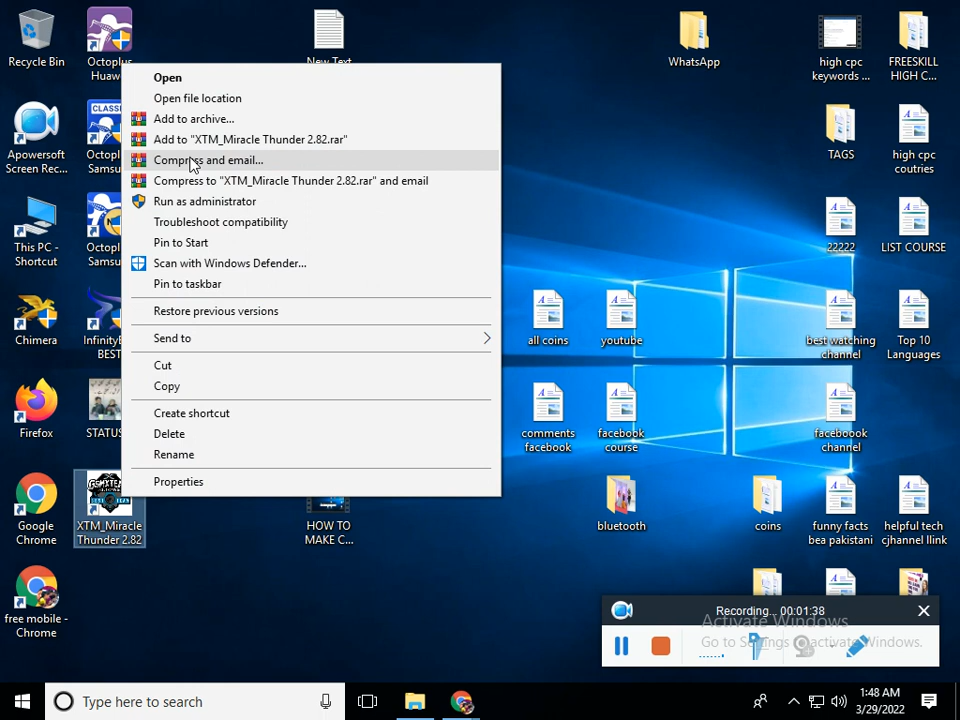 Recycle Bin
Octoplus
Huaw
New Text
WhatsApp
high cpc
keywords ...
FREESKILL
HIGH C...
Open
Open file location
Add to archive...
Add to "XTM_Miracle Thunder 2.82.rar"
Compress and email...
Compress to "XTM_Miracle Thunder 2.82.rar" and email
Run as administrator
Troubleshoot compatibility
Pin to Start
Scan with Windows Defender...
Pin to taskbar
Restore previous versions
Send to
Cut
Copy
Create shortcut
Delete
Rename
Properties
Apowersoft
Screen Rec...
CLASSI
Octopl
Samsu
TAGS
high cpc
coutries
This PC -
Shortcut
Octopl
Samsu
22222
LIST COURSE
Chimera
InfinityB
BEST
all coins
youtube
best watching
channel
Top 10
Languages
Firefox
STATUS
comments
facebook
facebook
course
faceboook
channel
Google
Chrome
XTM_Miracle
Thunder 2.82
HOW TO
MAKE C...
bluetooth
coins
funny facts
bea pakistani
helpful tech
cjhannel llink
free mobile -
Chrome
Recording... 00:01:38
Activate Windows
Go to Settings to activate Windows.
Type here to search
1:48 AM
3/29/2022